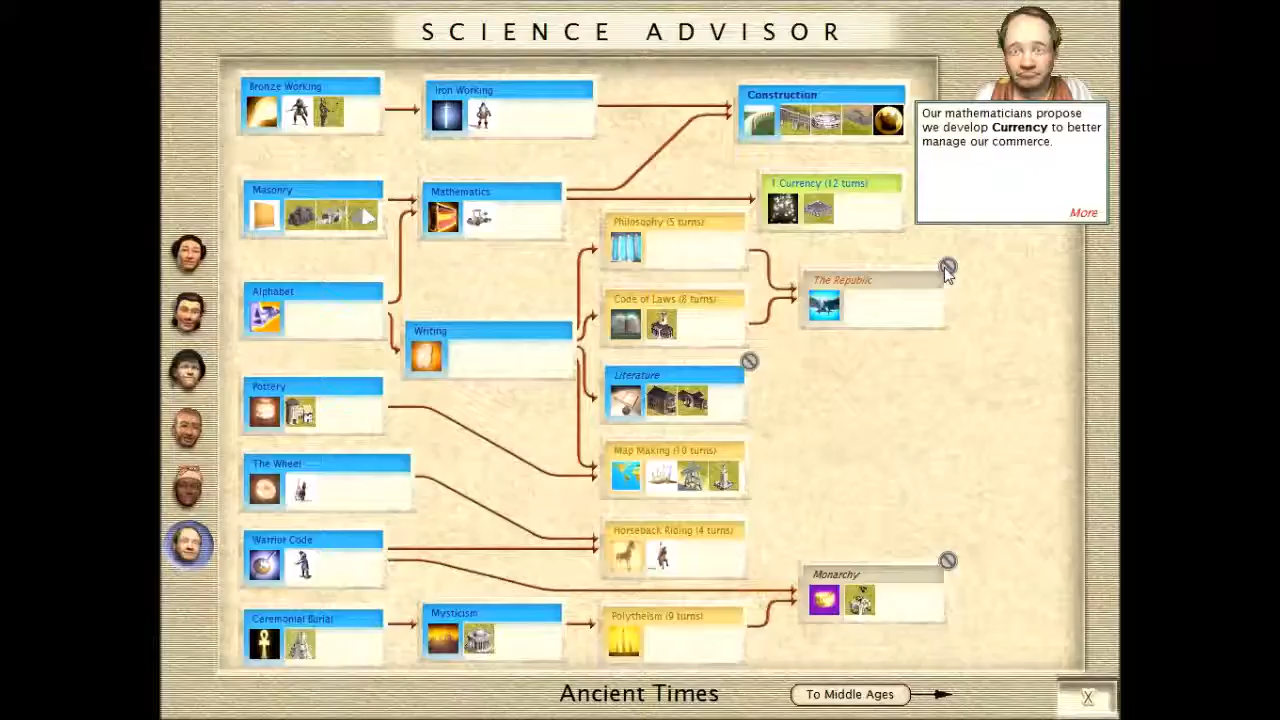 SCIENCE ADVISOR
Bronze Working
Iron Working
Construction
Our mathematicians propose
we develop Currency to better
manage our commerce.
More
Masonry
Mathematics
1 Currency (12 turns)
Philosophy (5 turns)
The Republic
Alphabet
Code of Laws (8 turns)
Writing
Literature
Pottery
Map Making (10 turns)
The Wheel
Horseback Riding (4 turns)
Warrior Code
Monarchy
Ceremonial Burial
Mysticism
Polytheism (9 turns)
Ancient Times
To Middle Ages
X